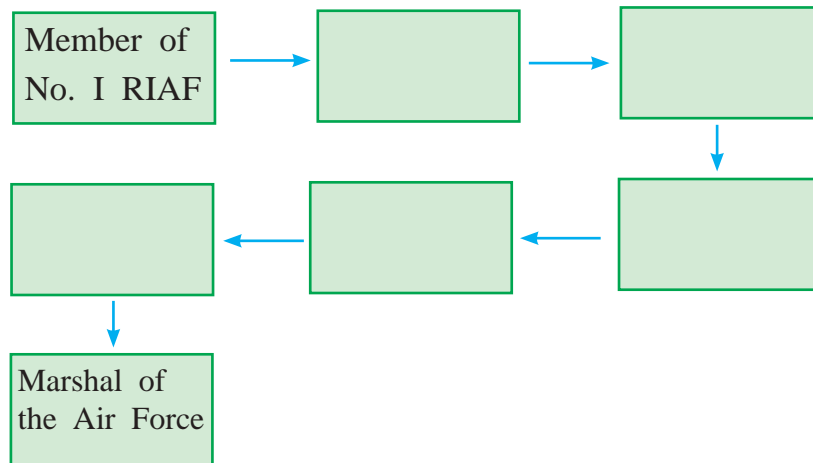 Member of
No. I RIAF
Marshal of
the Air Force